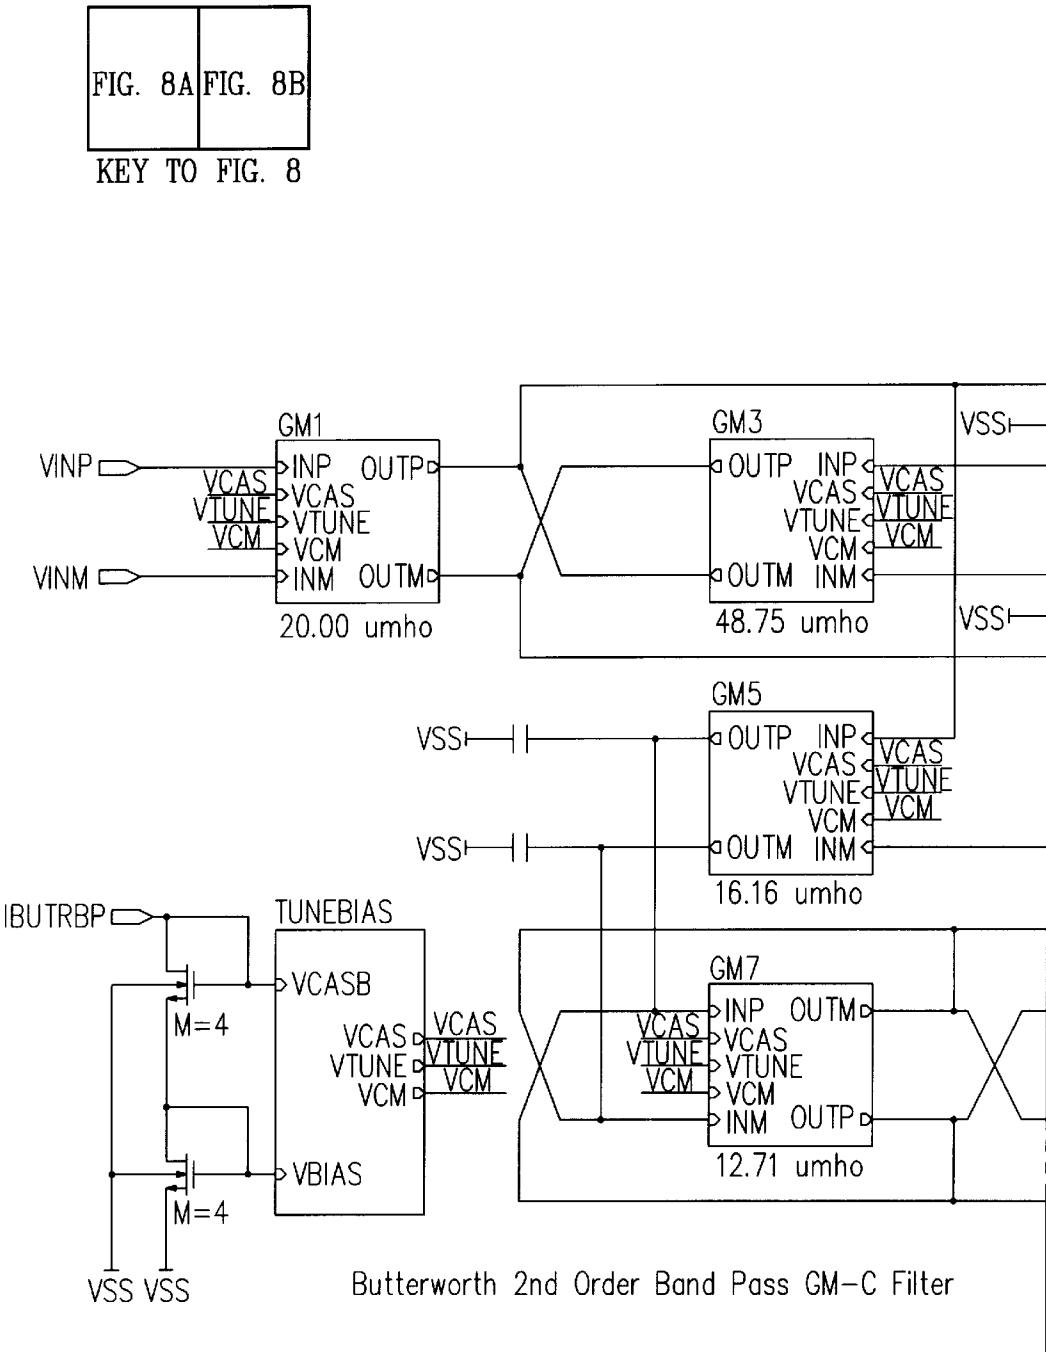 FIG. 8A FIG. 8B
KEY TO FIG. 8
GM1
VINP
INP OUTP
VCAS VCAS
VTUNE VTUNE
VCM VCM
VINM
INM OUTM
20.00 umho
GM3
VSS
OUTP INP
VCAS VCAS
VTUNE VTUNE
VCM VCM
OUTM INM
48.75 umho
VSS
GM5
VSS
OUTP INP
VCAS VCAS
VTUNE VTUNE
VCM VCM
VSS
OUTM INM
16.16 umho
IBUTRBP
TUNEBIAS
VCASB
M=4
VCAS VCAS
VTUNE VTUNE
VCM VCM
VBIAS
M=4
VSS VSS
GM7
INP OUTM
VCAS VCAS
VTUNE VTUNE
VCM VCM
INM OUTP
12.71 umho
Butterworth 2nd Order Band Pass GM-C Filter